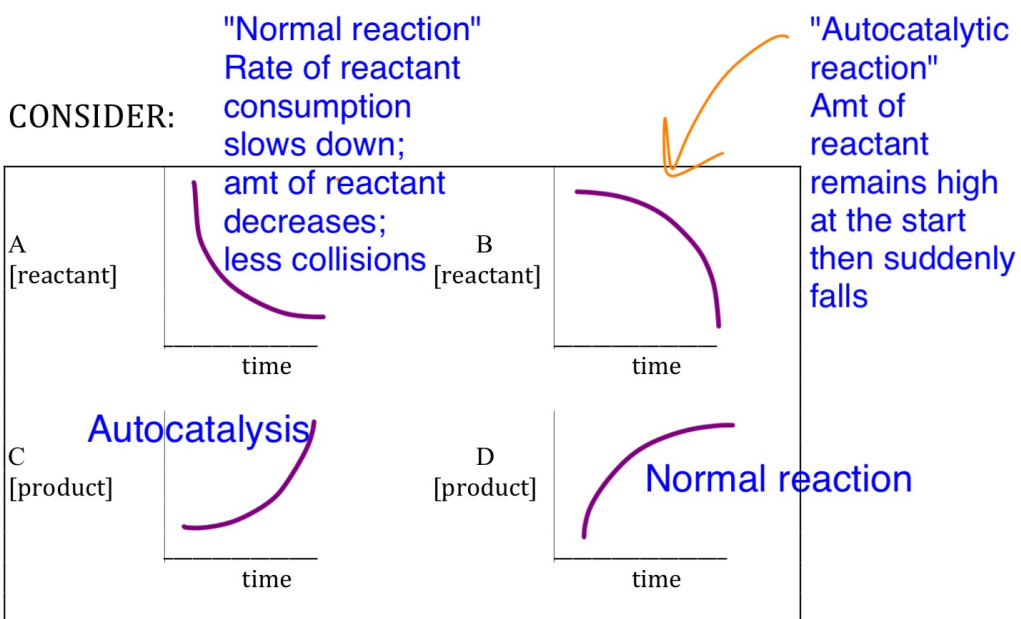 "Normal reaction"
Rate of reactant
consumption
slows down;
amt of reactant
decreases;
less collisions
"Autocatalytic
reaction"
Amt of
reactant
remains high
at the start
then suddenly
falls
CONSIDER:
A
[reactant]
time
B
[reactant]
time
Autocatalysis
C
[product]
time
D
[product]
Normal reaction
time